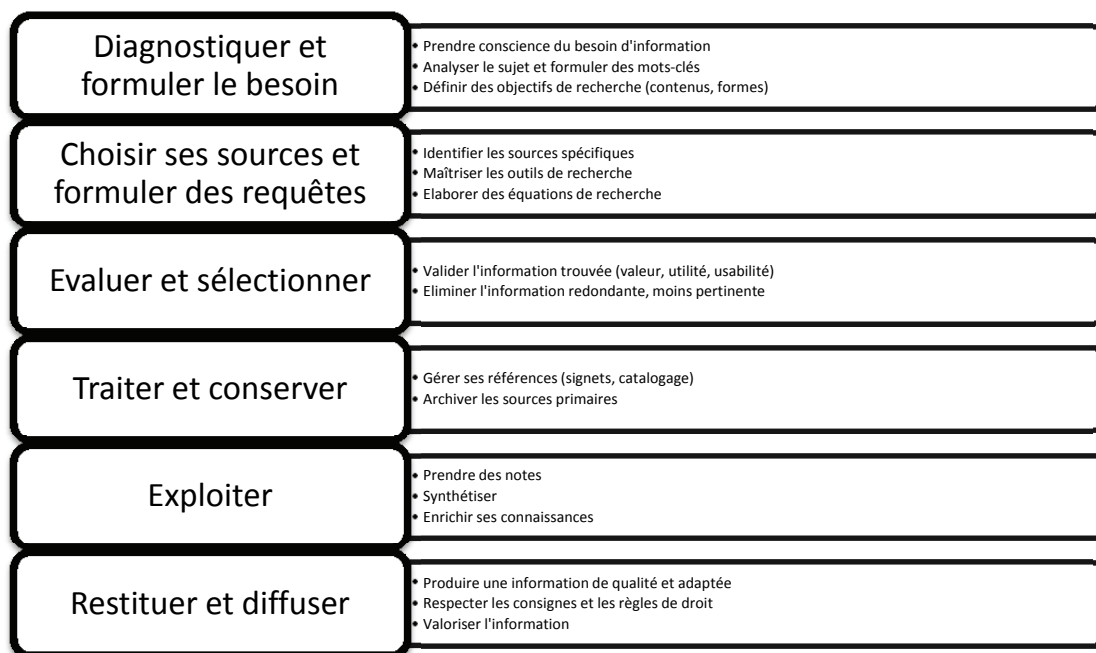 Diagnostiquer et
formuler le besoin
• Prendre conscience du besoin d'information
• Analyser le sujet et formuler des mots-clés
• Définir des objectifs de recherche (contenus, formes)
Choisir ses sources et
formuler des requêtes
• Identifier les sources spécifiques
• Maîtriser les outils de recherche
• Elaborer des équations de recherche
Evaluer et sélectionner
• Valider l'information trouvée (valeur, utilité, usabilité)
• Eliminer l'information redondante, moins pertinente
Traiter et conserver
• Gérer ses références (signets, catalogage)
• Archiver les sources primaires
Exploiter
• Prendre des notes
• Synthétiser
• Enrichir ses connaissances
Restituer et diffuser
• Produire une information de qualité et adaptée
• Respecter les consignes et les règles de droit
• Valoriser l'information